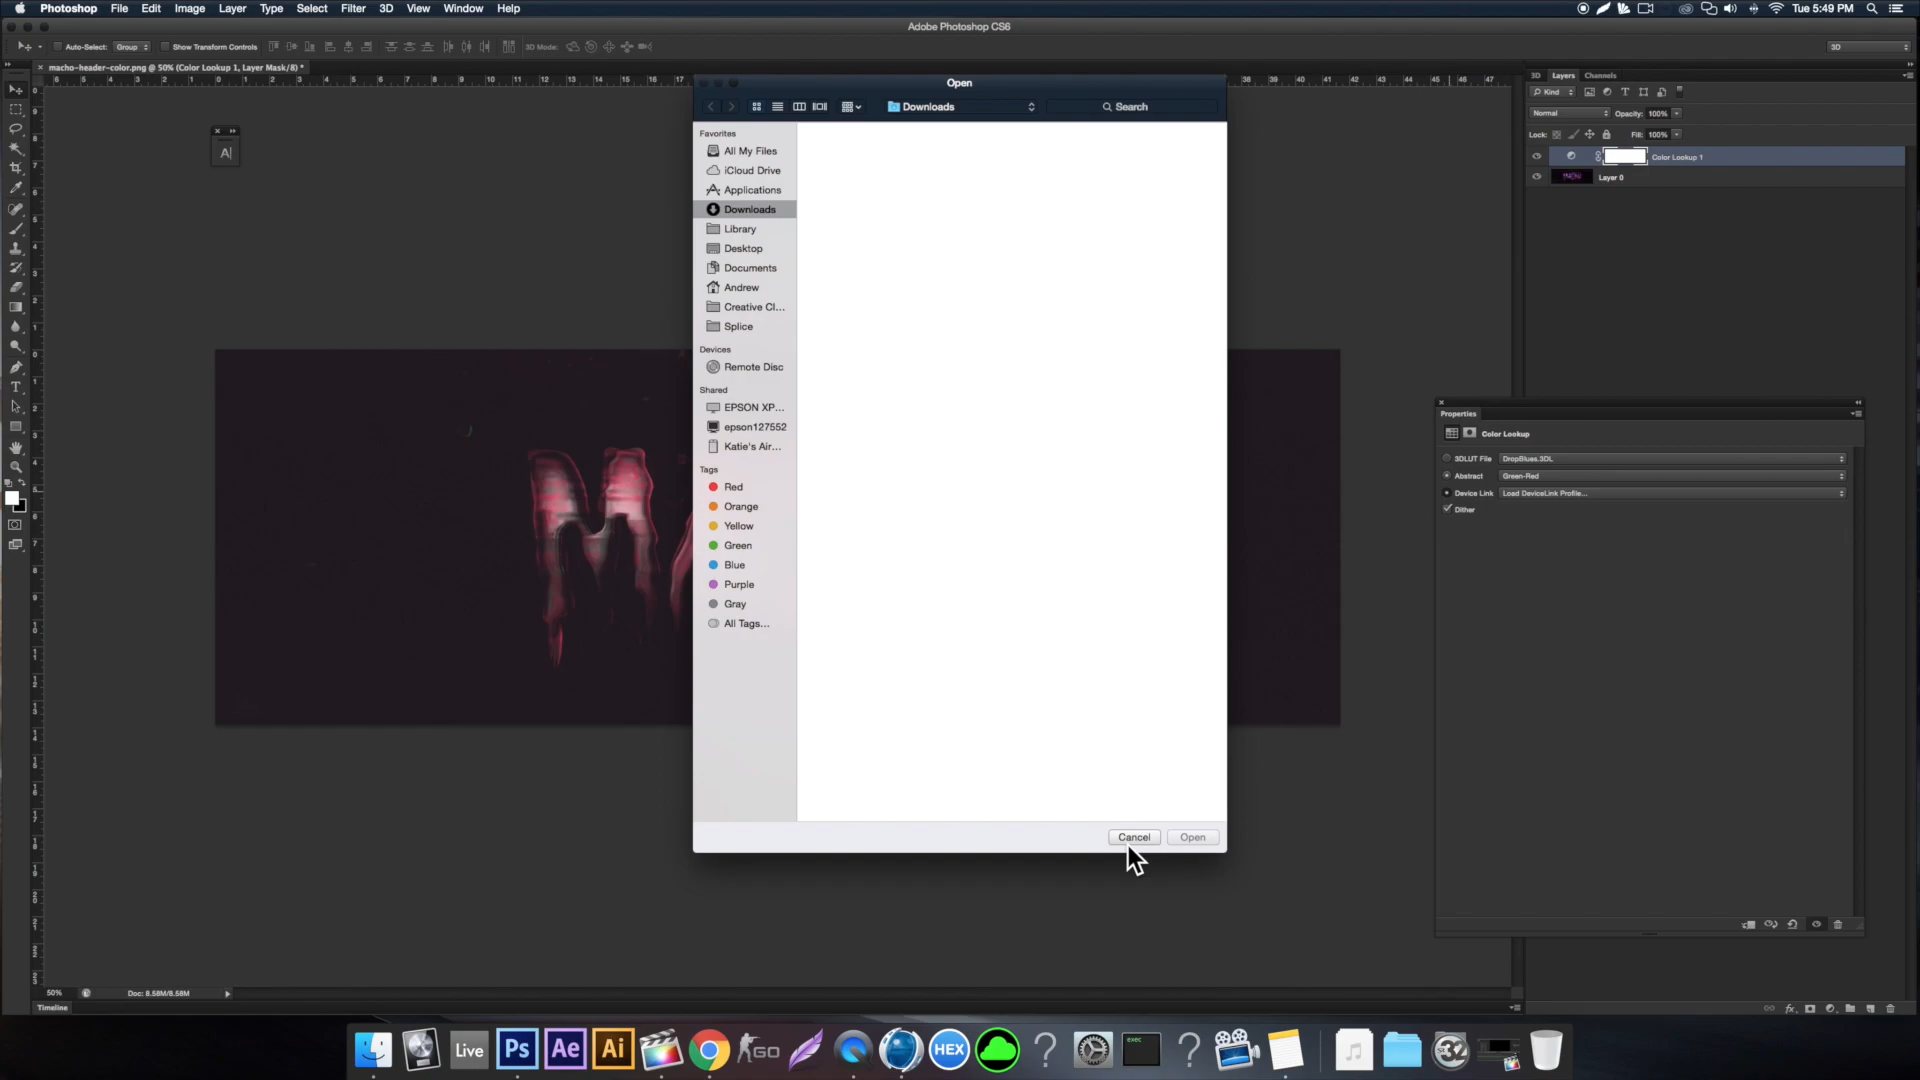 Photoshop File Edit Image Layer Type Select Filter 3D View Window Help Tue 5:49 PM
Adobe Photoshop CS6
Auto-Select: Group Show Transform Controls 3D Mode: 3D
macho-header-color.png @ 50% (Color Lookup 1, Layer Mask/8) *
Open
Downloads
Search
Favorites
All My Files
iCloud Drive
Applications
Downloads
Library
Desktop
Documents
Andrew
Creative Cl...
Splice
Devices
Remote Disc
Shared
EPSON XP...
epson127552
Katie's Air...
Tags
Red
Orange
Yellow
Green
Blue
Purple
Gray
All Tags...
Cancel Open
3D Layers Channels
Kind
Normal Opacity: 100%
Lock: Fill: 100%
Color Lookup 1
Layer 0
Properties
Color Lookup
3DLUT File DropBlues.3DL
Abstract Green-Red
Device Link Load DeviceLink Profile...
Dither
50% Doc: 8.58M/8.58M
Timeline
Live Ps Ae Ai GO HEX exec 32